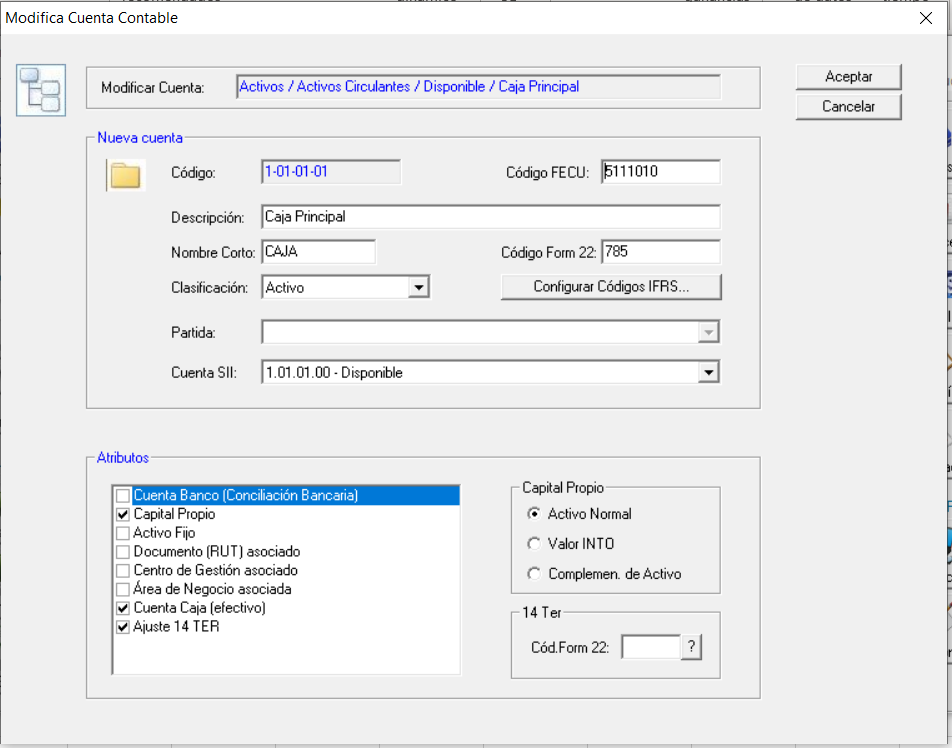 Modifica Cuenta Contable
Modificar Cuenta: Activos / Activos Circulantes / Disponible / Caja Principal
Aceptar
Cancelar
Nueva cuenta
Código: 1-01-01-01 Código FECU: 5111010
Descripción: Caja Principal
Nombre Corto: CAJA Código Form 22: 785
Clasificación: Activo Configurar Códigos IFRS...
Partida:
Cuenta SII: 1.01.01.00 - Disponible
Atributos
Cuenta Banco (Conciliación Bancaria)
Capital Propio
Activo Fijo
Documento (RUT) asociado
Centro de Gestión asociado
Área de Negocio asociada
Cuenta Caja (efectivo)
Ajuste 14 TER
Capital Propio
Activo Normal
Valor INTO
Complemen. de Activo
14 Ter
Cód.Form 22: ?